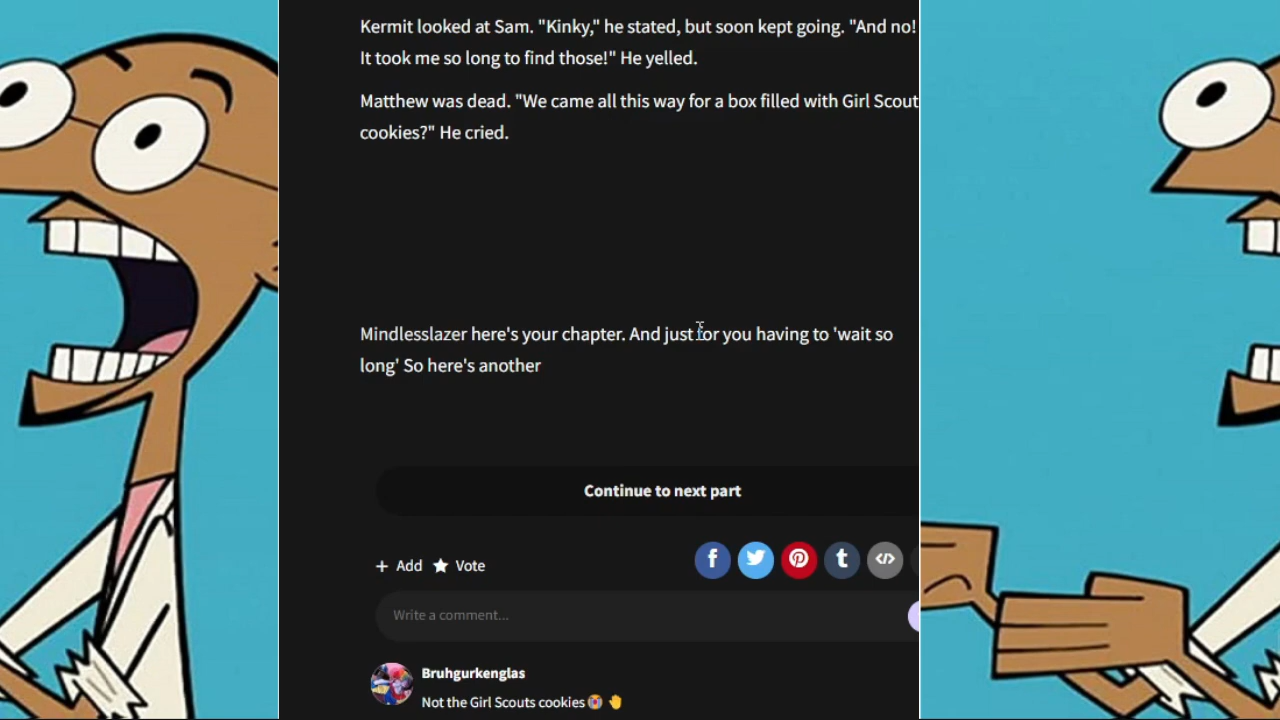 Kermit looked at Sam. "Kinky," he stated, but soon kept going. "And no!
It took me so long to find those!" He yelled.
Matthew was dead. "We came all this way for a box filled with Girl Scout
cookies?" He cried.
Mindlesslazer here's your chapter. And just for you having to 'wait so
long' So here's another
Continue to next part
+ Add ★ Vote
f t </>
Write a comment...
Bruhgurkenglas
Not the Girl Scouts cookies 😭 🤚